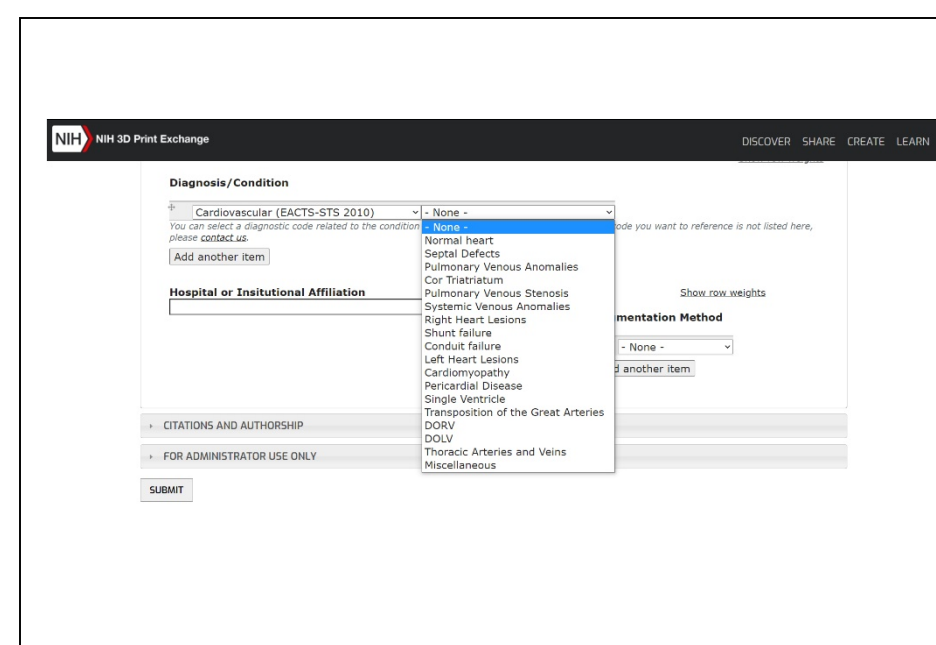 NIH NIH 3D Print Exchange
DISCOVER SHARE CREATE LEARN
Diagnosis/Condition
Cardiovascular (EACTS-STS 2010) - None -
You can select a diagnostic code related to the condition
ode you want to reference is not listed here,
please contact us.
Add another item
- None -
Normal heart
Septal Defects
Pulmonary Venous Anomalies
Cor Triatriatum
Pulmonary Venous Stenosis
Systemic Venous Anomalies
Right Heart Lesions
Shunt failure
Conduit failure
Left Heart Lesions
Cardiomyopathy
Pericardial Disease
Single Ventricle
Transposition of the Great Arteries
DORV
DOLV
Thoracic Arteries and Veins
Miscellaneous
Hospital or Insitutional Affiliation
Show row weights
mentation Method
- None -
d another item
CITATIONS AND AUTHORSHIP
FOR ADMINISTRATOR USE ONLY
SUBMIT